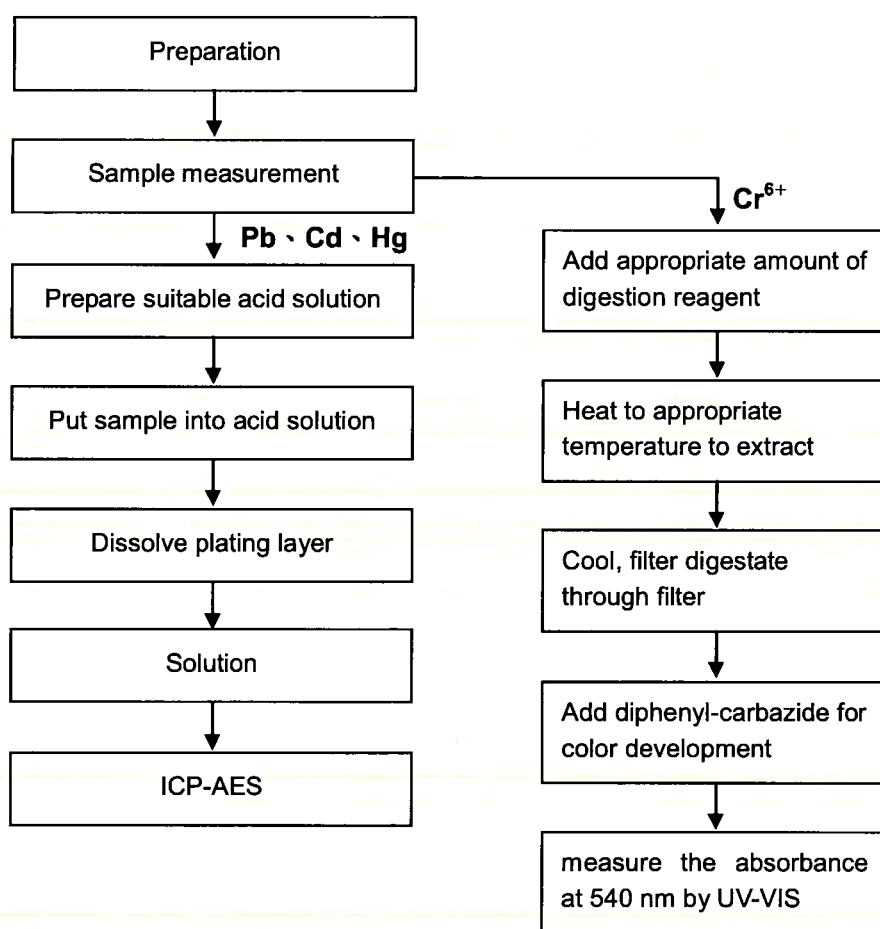 Preparation
Sample measurement
Pb、Cd、Hg
Prepare suitable acid solution
Put sample into acid solution
Dissolve plating layer
Solution
ICP-AES
Cr⁶⁺
Add appropriate amount of
digestion reagent
Heat to appropriate
temperature to extract
Cool, filter digestate
through filter
Add diphenyl-carbazide for
color development
measure the absorbance
at 540 nm by UV-VIS